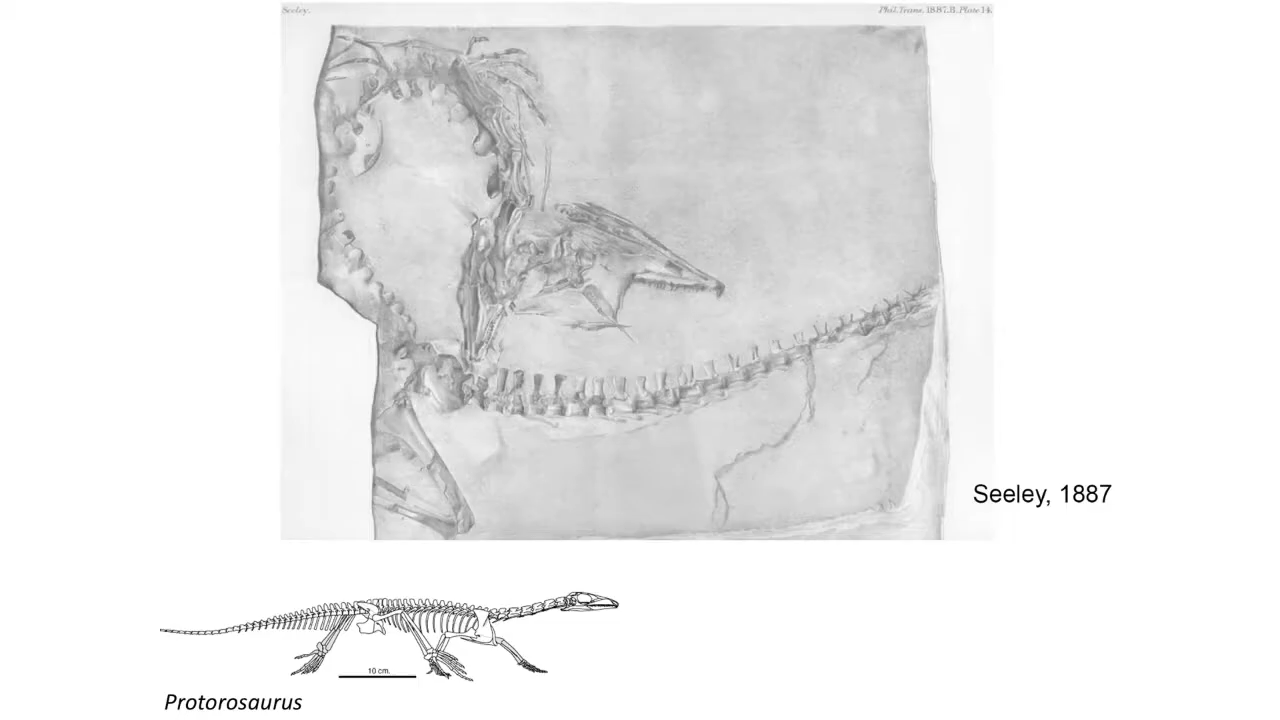 Seeley.
Phil. Trans. 1887. B. Plate 14.
Seeley, 1887
10 cm.
Protorosaurus